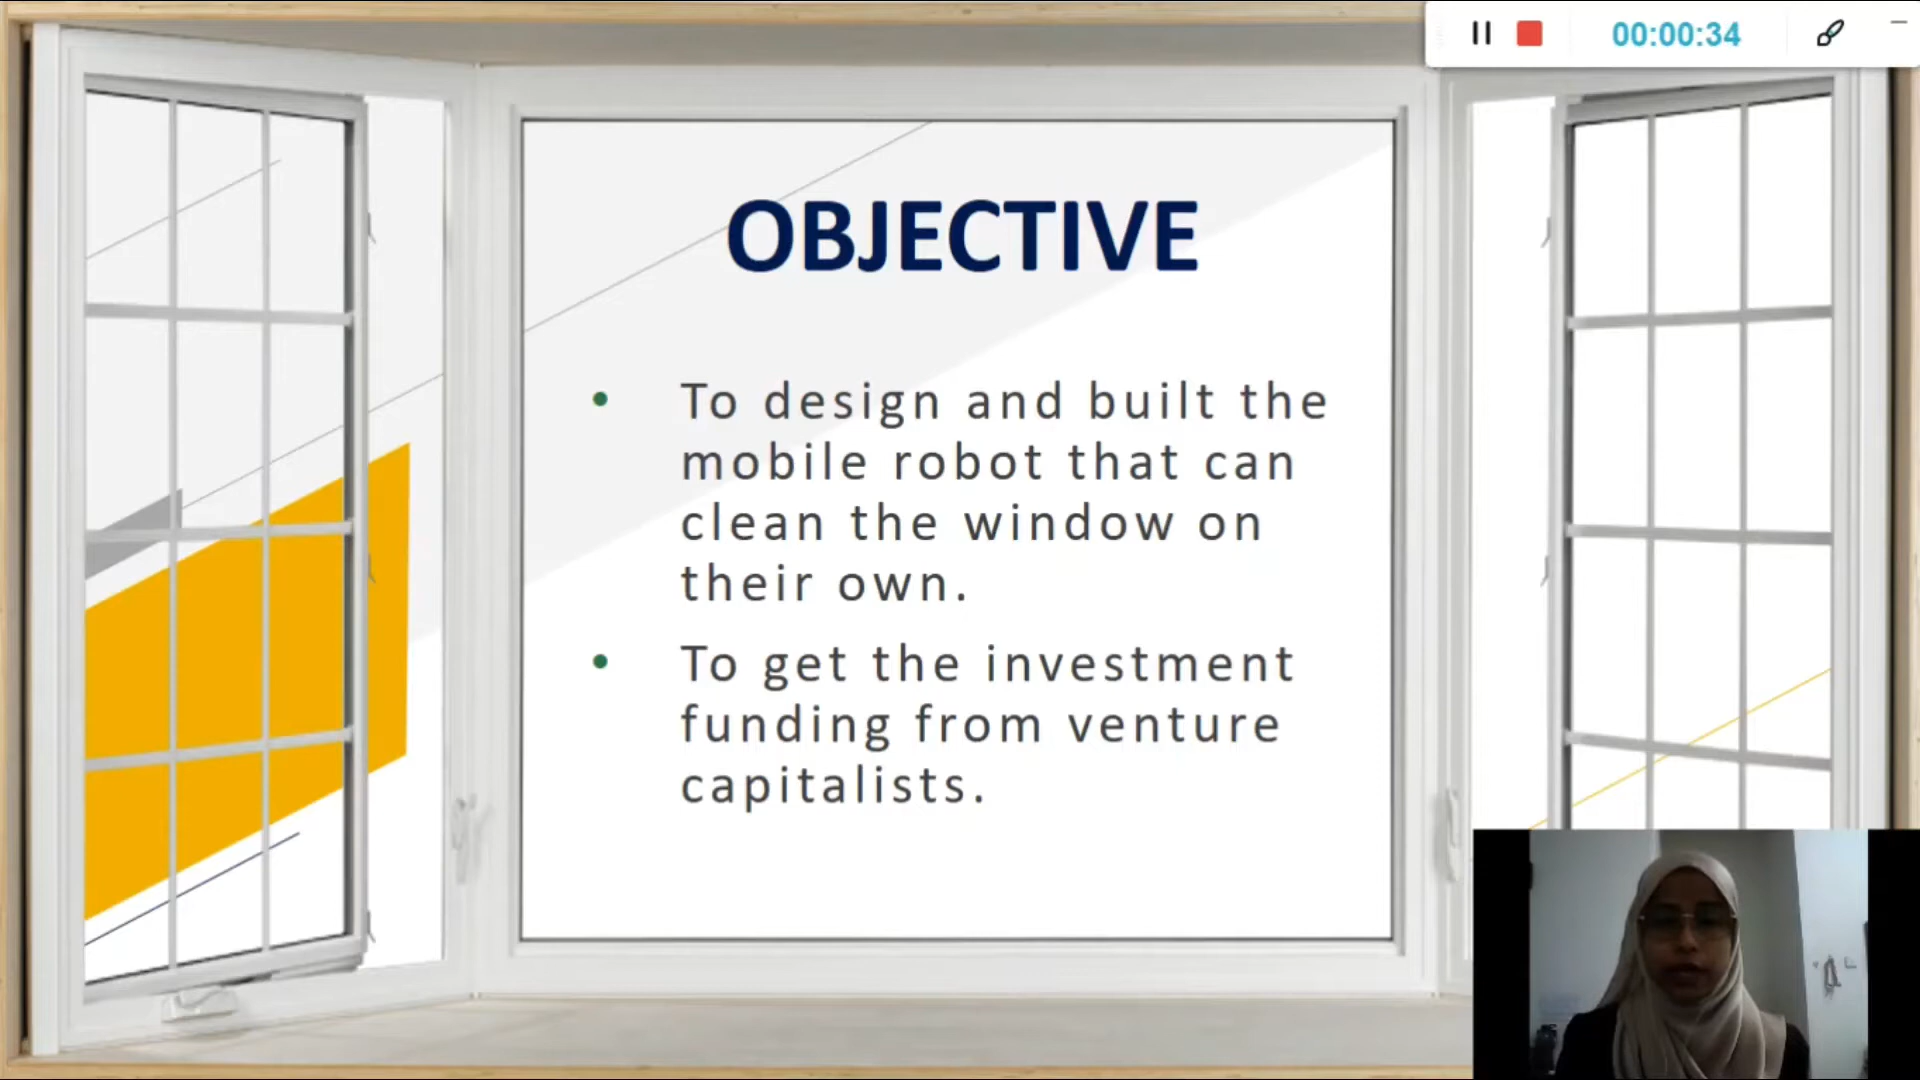 00:00:34
OBJECTIVE
• To design and built the
mobile robot that can
clean the window on
their own.
• To get the investment
funding from venture
capitalists.